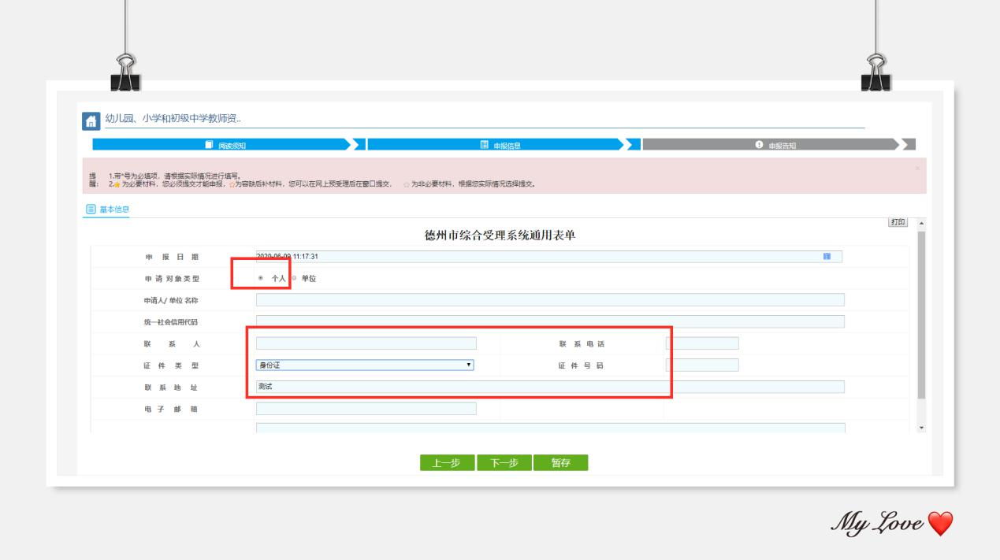 幼儿园、小学和初级中学教师资..
阅读须知 申报信息 申报告知
提醒: 1.带*号为必填项，请根据实际情况进行填写。
2.⭐为必要材料，您必须提交才能申报，☆为容缺后补材料，您可以在网上预受理后在窗口提交， ☆为非必要材料，根据您实际情况选择提交。
基本信息
打印
德州市综合受理系统通用表单
申报日期 2020-06-09 11:17:31
申请对象类型 个人 单位
申请人/单位名称
统一社会信用代码
联系人 联系电话
证件类型 身份证 证件号码
联系地址 测试
电子邮箱
上一步 下一步 暂存
My Love